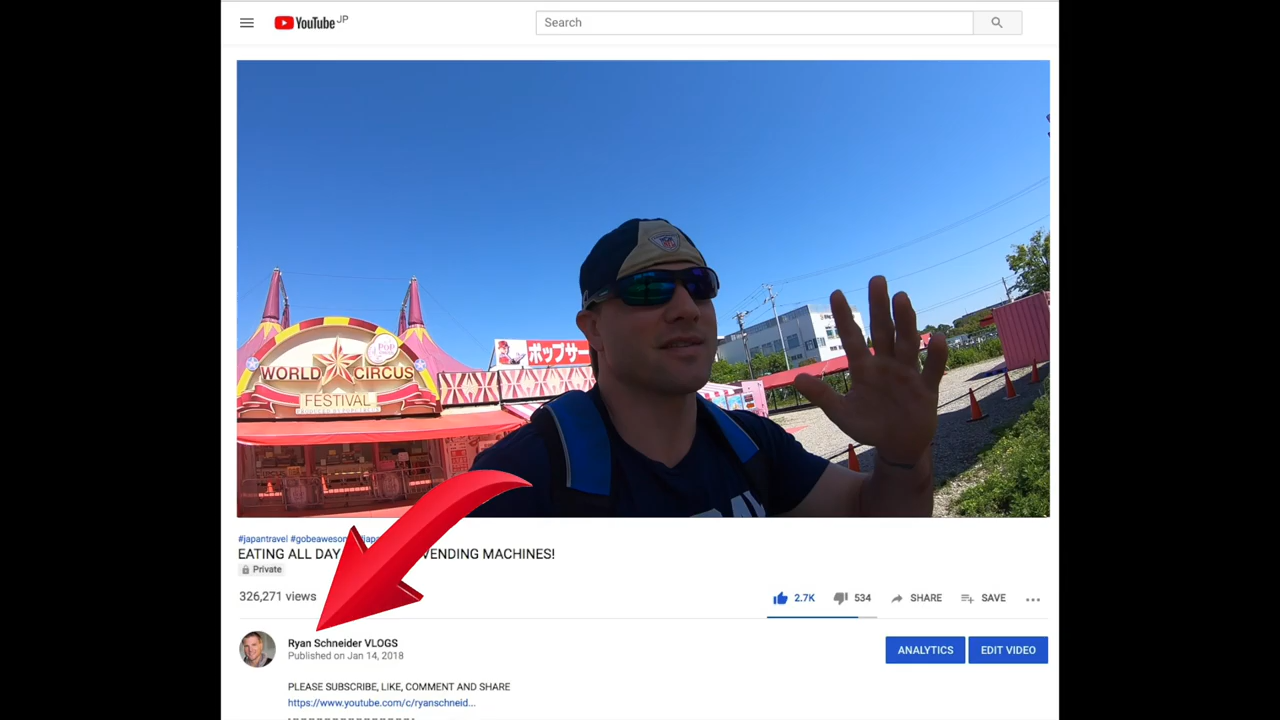 YouTube JP
Search
POP
WORLD CIRCUS
FESTIVAL
ポップサー
#japantravel #gobeaweso
EATING ALL DAY
VENDING MACHINES!
Private
326,271 views
2.7K
534
SHARE
SAVE
Ryan Schneider VLOGS
Published on Jan 14, 2018
ANALYTICS
EDIT VIDEO
PLEASE SUBSCRIBE, LIKE, COMMENT AND SHARE
https://www.youtube.com/c/ryanschneid...